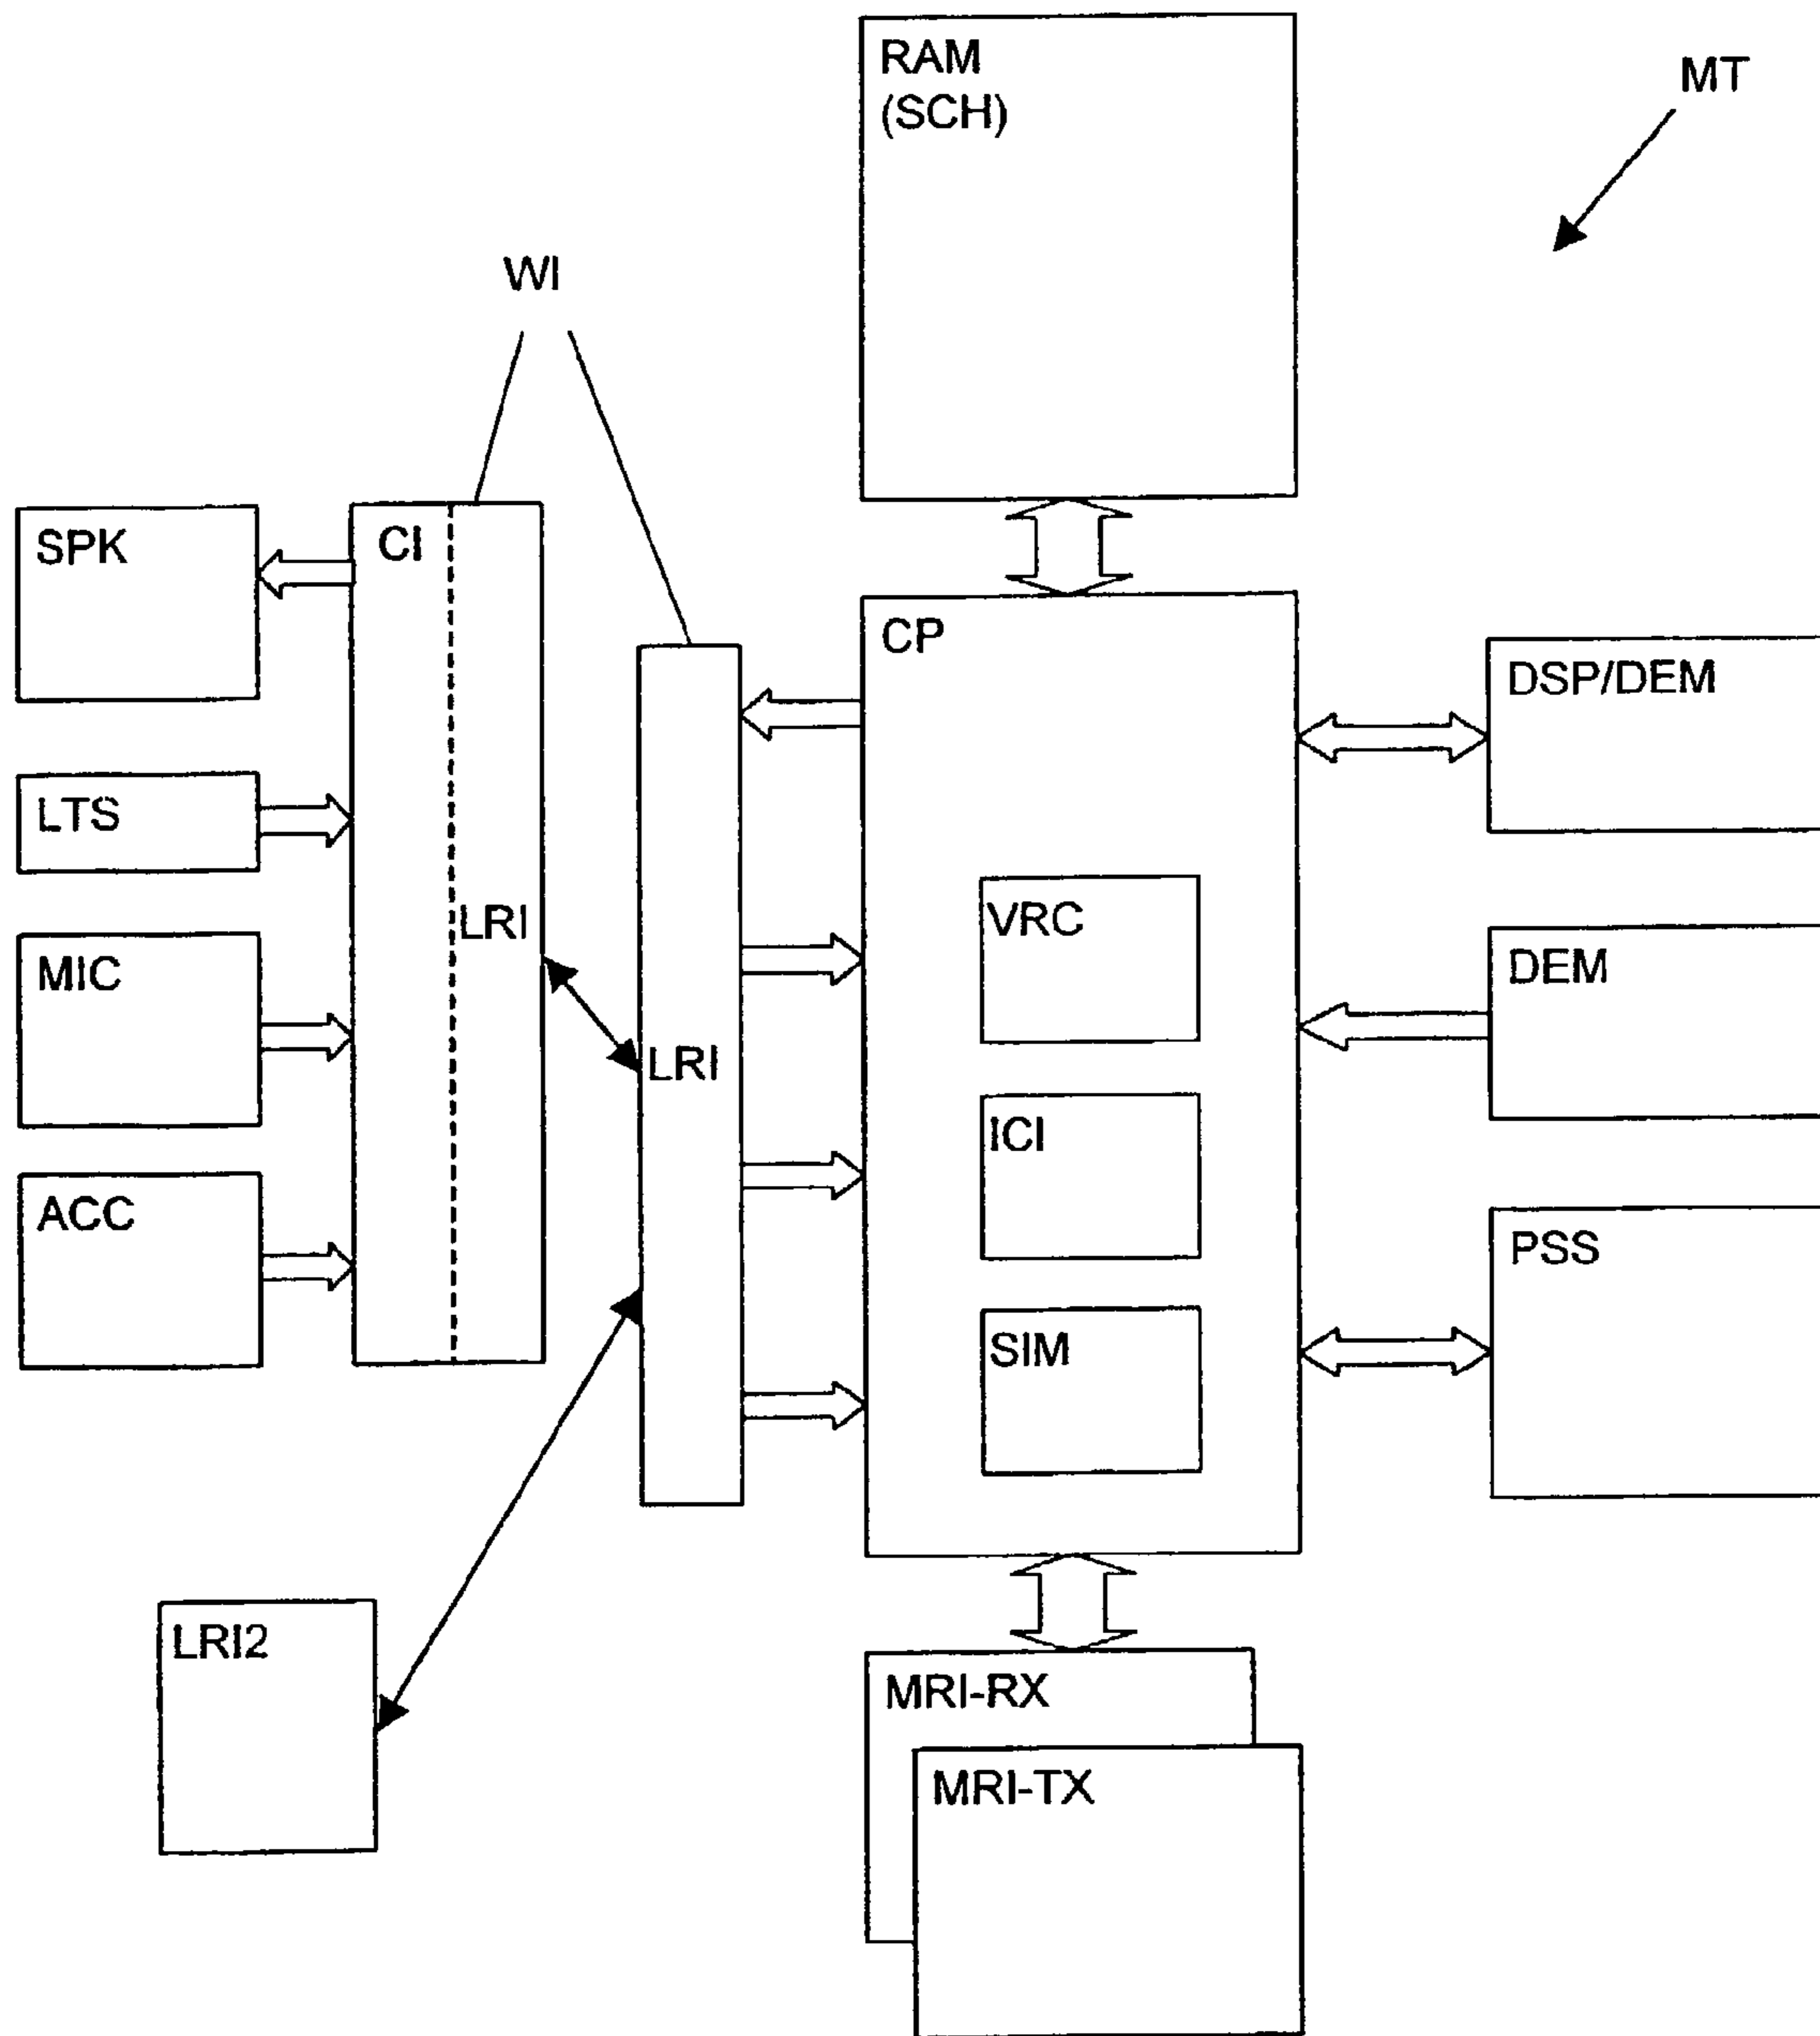 RAM
(SCH)
MT
WI
SPK
CI
CP
DSP/DEM
LTS
LRI
VRC
MIC
DEM
LRI
ICI
ACC
PSS
SIM
LRI2
MRI-RX
MRI-TX